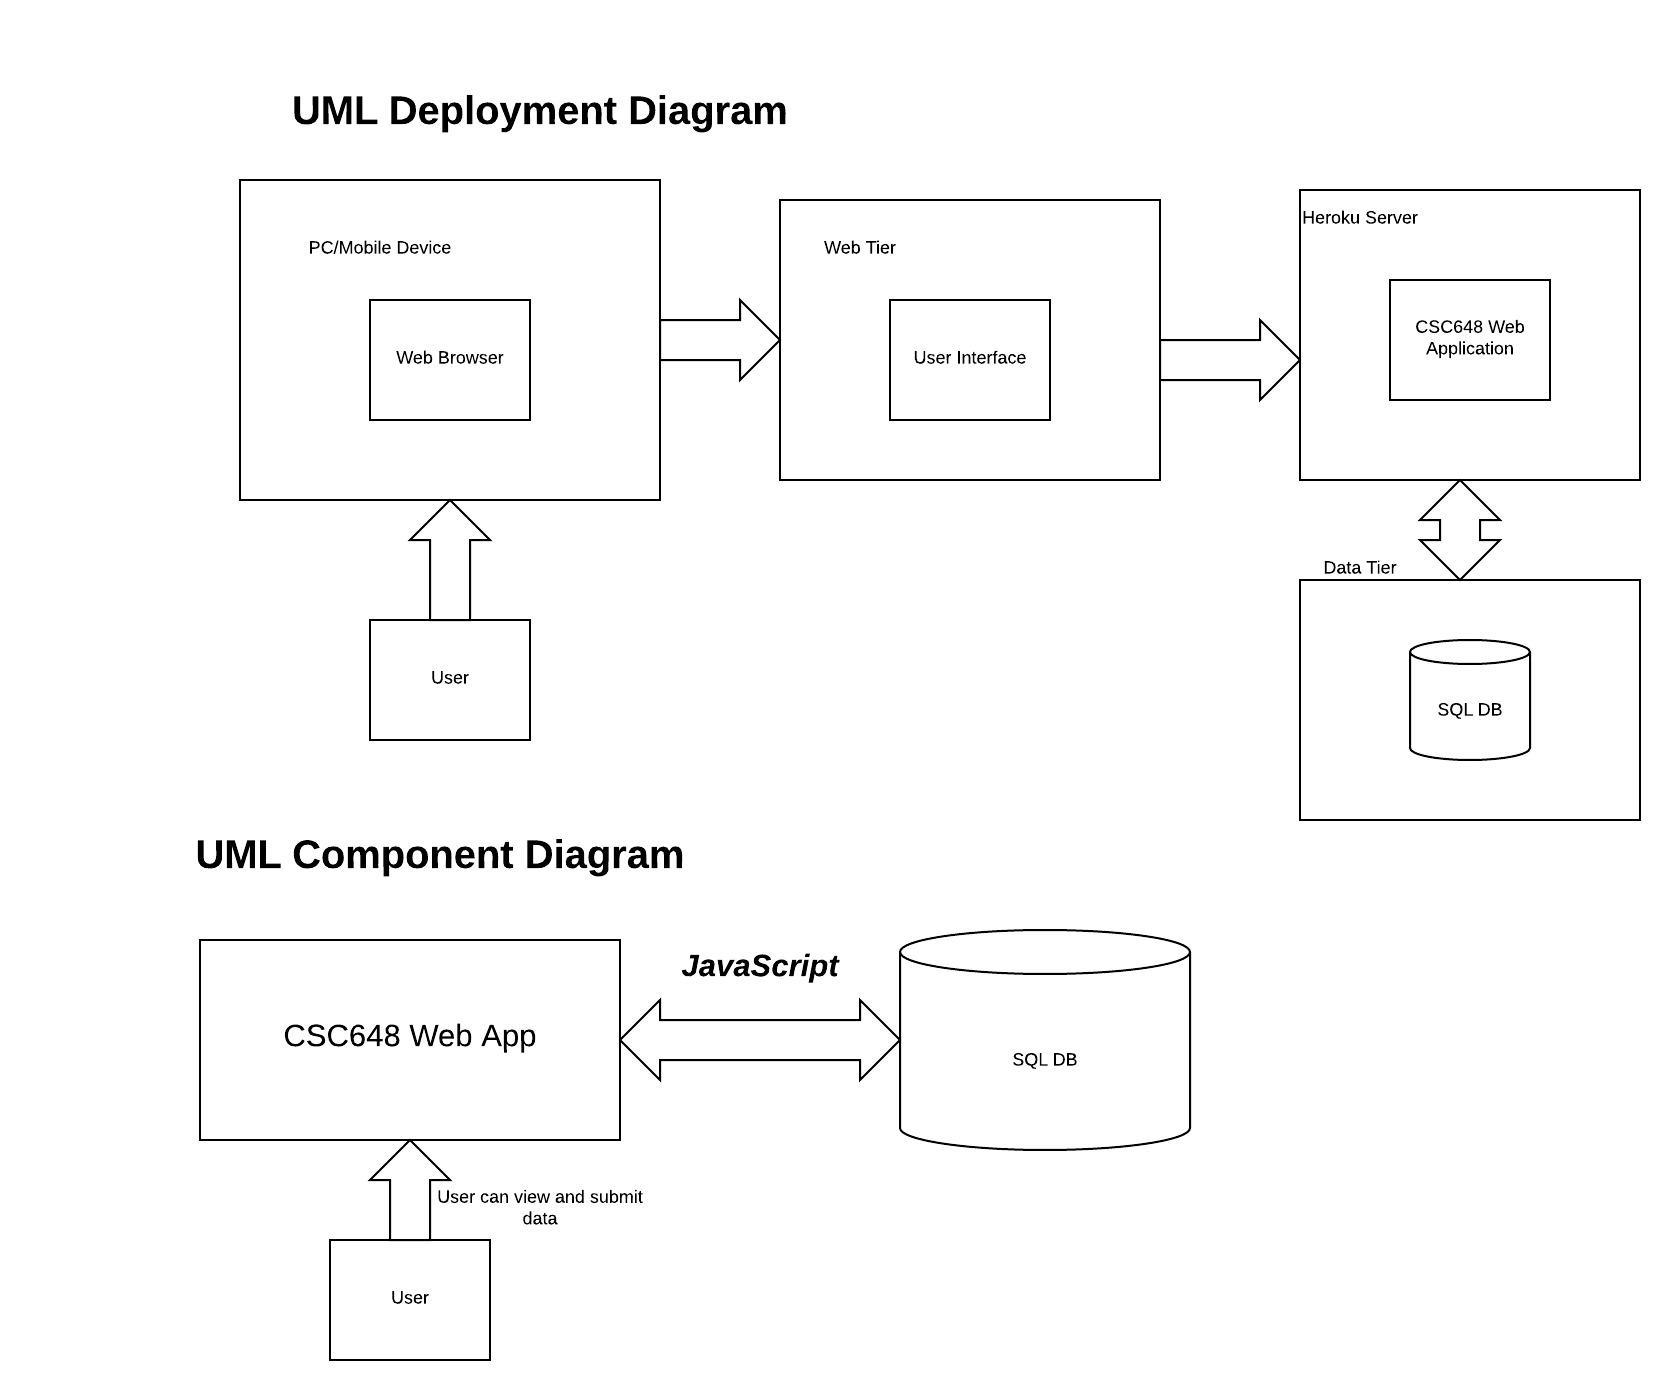 UML Deployment Diagram
PC/Mobile Device
Web Browser
Web Tier
User Interface
Heroku Server
CSC648 Web
Application
User
Data Tier
SQL DB
UML Component Diagram
CSC648 Web App
JavaScript
SQL DB
User can view and submit
data
User